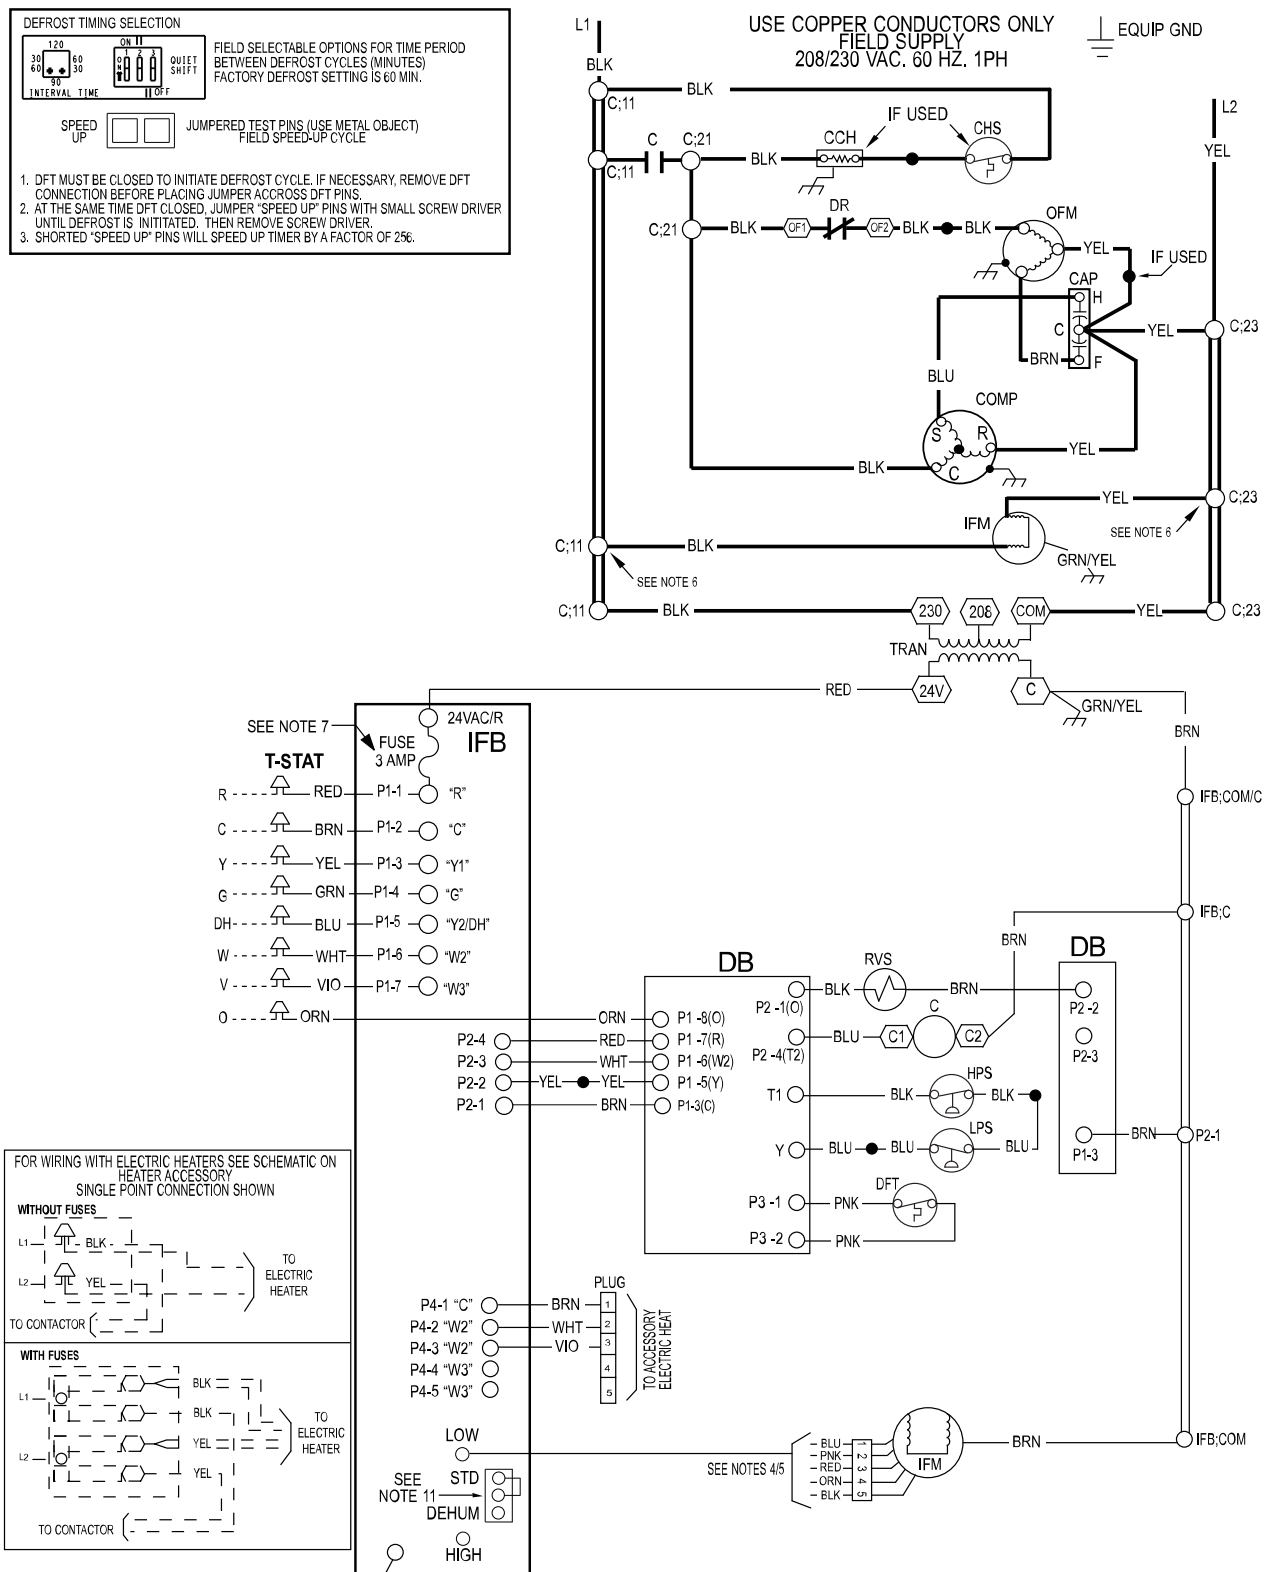 DEFROST TIMING SELECTION
120
30
60
60
30
90
INTERVAL TIME
ON
1 2 3
O
N
OFF
QUIET
SHIFT
FIELD SELECTABLE OPTIONS FOR TIME PERIOD
BETWEEN DEFROST CYCLES (MINUTES)
FACTORY DEFROST SETTING IS 60 MIN.
SPEED
UP
JUMPERED TEST PINS (USE METAL OBJECT)
FIELD SPEED-UP CYCLE
1. DFT MUST BE CLOSED TO INITIATE DEFROST CYCLE. IF NECESSARY, REMOVE DFT
CONNECTION BEFORE PLACING JUMPER ACCROSS DFT PINS.
2. AT THE SAME TIME DFT CLOSED, JUMPER "SPEED UP" PINS WITH SMALL SCREW DRIVER
UNTIL DEFROST IS INITITATED. THEN REMOVE SCREW DRIVER.
3. SHORTED "SPEED UP" PINS WILL SPEED UP TIMER BY A FACTOR OF 256.
USE COPPER CONDUCTORS ONLY
FIELD SUPPLY
208/230 VAC. 60 HZ. 1PH
EQUIP GND
L1
BLK
C;11
BLK
L2
YEL
IF USED
C;11
C
C;21
BLK
CCH
CHS
C;21
BLK
OF1
DR
OF2
BLK
BLK
OFM
YEL
IF USED
CAP
H
C
F
YEL
C;23
BRN
BLU
COMP
S
R
C
YEL
BLK
YEL
C;23
SEE NOTE 6
IFM
GRN/YEL
C;11
BLK
SEE NOTE 6
C;11
BLK
230
208
COM
YEL
C;23
TRAN
RED
24V
C
GRN/YEL
BRN
SEE NOTE 7
24VAC/R
FUSE
3 AMP
IFB
T-STAT
R RED P1-1 "R"
C BRN P1-2 "C"
Y YEL P1-3 "Y1"
G GRN P1-4 "G"
DH BLU P1-5 "Y2/DH"
W WHT P1-6 "W2"
V VIO P1-7 "W3"
O ORN
IFB;COM/C
IFB;C
BRN
DB
ORN P1 -8(O)
P2-4 RED P1 -7(R)
P2-3 WHT P1 -6(W2)
P2-2 YEL YEL P1 -5(Y)
P2-1 BRN P1-3(C)
P2 -1(O) BLK RVS BRN
P2 -4(T2) BLU C1 C C2
T1 BLK HPS BLK
Y BLU BLU LPS BLU
P3 -1 PNK DFT
P3 -2 PNK
DB
P2 -2
P2-3
P1-3
BRN
P2-1
FOR WIRING WITH ELECTRIC HEATERS SEE SCHEMATIC ON
HEATER ACCESSORY
SINGLE POINT CONNECTION SHOWN
WITHOUT FUSES
L1 BLK
L2 YEL
TO
ELECTRIC
HEATER
TO CONTACTOR
WITH FUSES
L1
BLK
BLK
L2
YEL
YEL
TO
ELECTRIC
HEATER
TO CONTACTOR
PLUG
P4-1 "C" BRN 1
P4-2 "W2" WHT 2
P4-3 "W2" VIO 3
P4-4 "W3" 4
P4-5 "W3" 5
TO ACCESSORY
ELECTRIC HEAT
LOW
SEE
NOTE 11
STD
DEHUM
HIGH
SEE NOTES 4/5
BLU 1
PNK 2
RED 3
ORN 4
BLK 5
IFM
BRN
IFB;COM